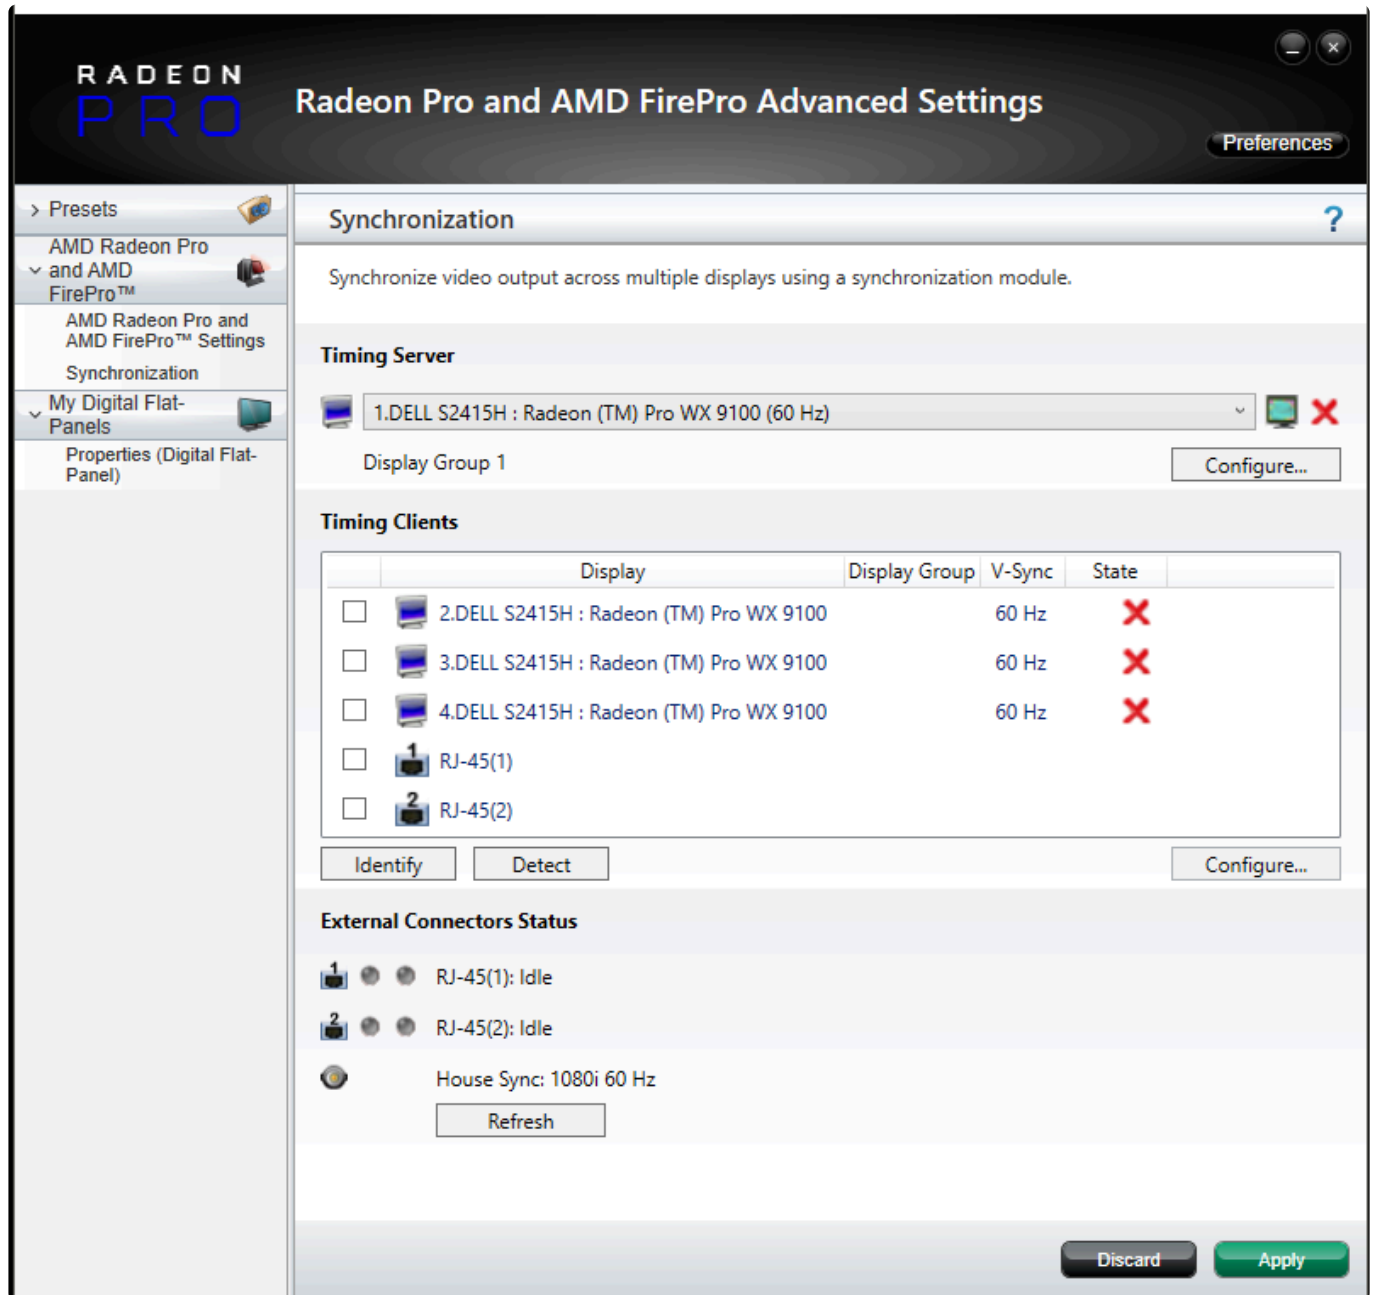 RADEON
PRO
Radeon Pro and AMD FirePro Advanced Settings
Preferences
Presets
AMD Radeon Pro
and AMD
FirePro™
AMD Radeon Pro and
AMD FirePro™ Settings
Synchronization
My Digital Flat-
Panels
Properties (Digital Flat-
Panel)
Synchronization
?
Synchronize video output across multiple displays using a synchronization module.
Timing Server
1.DELL S2415H : Radeon (TM) Pro WX 9100 (60 Hz)
Display Group 1
Configure...
Timing Clients
Display Display Group V-Sync State
2.DELL S2415H : Radeon (TM) Pro WX 9100 60 Hz
3.DELL S2415H : Radeon (TM) Pro WX 9100 60 Hz
4.DELL S2415H : Radeon (TM) Pro WX 9100 60 Hz
1 RJ-45(1)
2 RJ-45(2)
Identify Detect Configure...
External Connectors Status
1 RJ-45(1): Idle
2 RJ-45(2): Idle
House Sync: 1080i 60 Hz
Refresh
Discard Apply